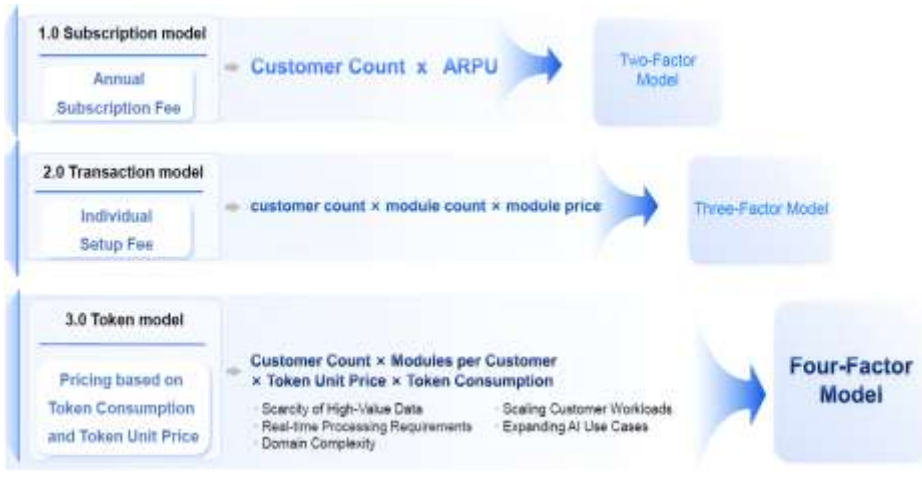 1.0 Subscription model
Annual
Subscription Fee
Customer Count x ARPU
Two-Factor
Model
2.0 Transaction model
Individual
Setup Fee
customer count × module count × module price
Three-Factor Model
3.0 Token model
Pricing based on
Token Consumption
and Token Unit Price
Customer Count × Modules per Customer
× Token Unit Price × Token Consumption
· Scarcity of High-Value Data
· Real-time Processing Requirements
· Domain Complexity
· Scaling Customer Workloads
· Expanding AI Use Cases
Four-Factor
Model